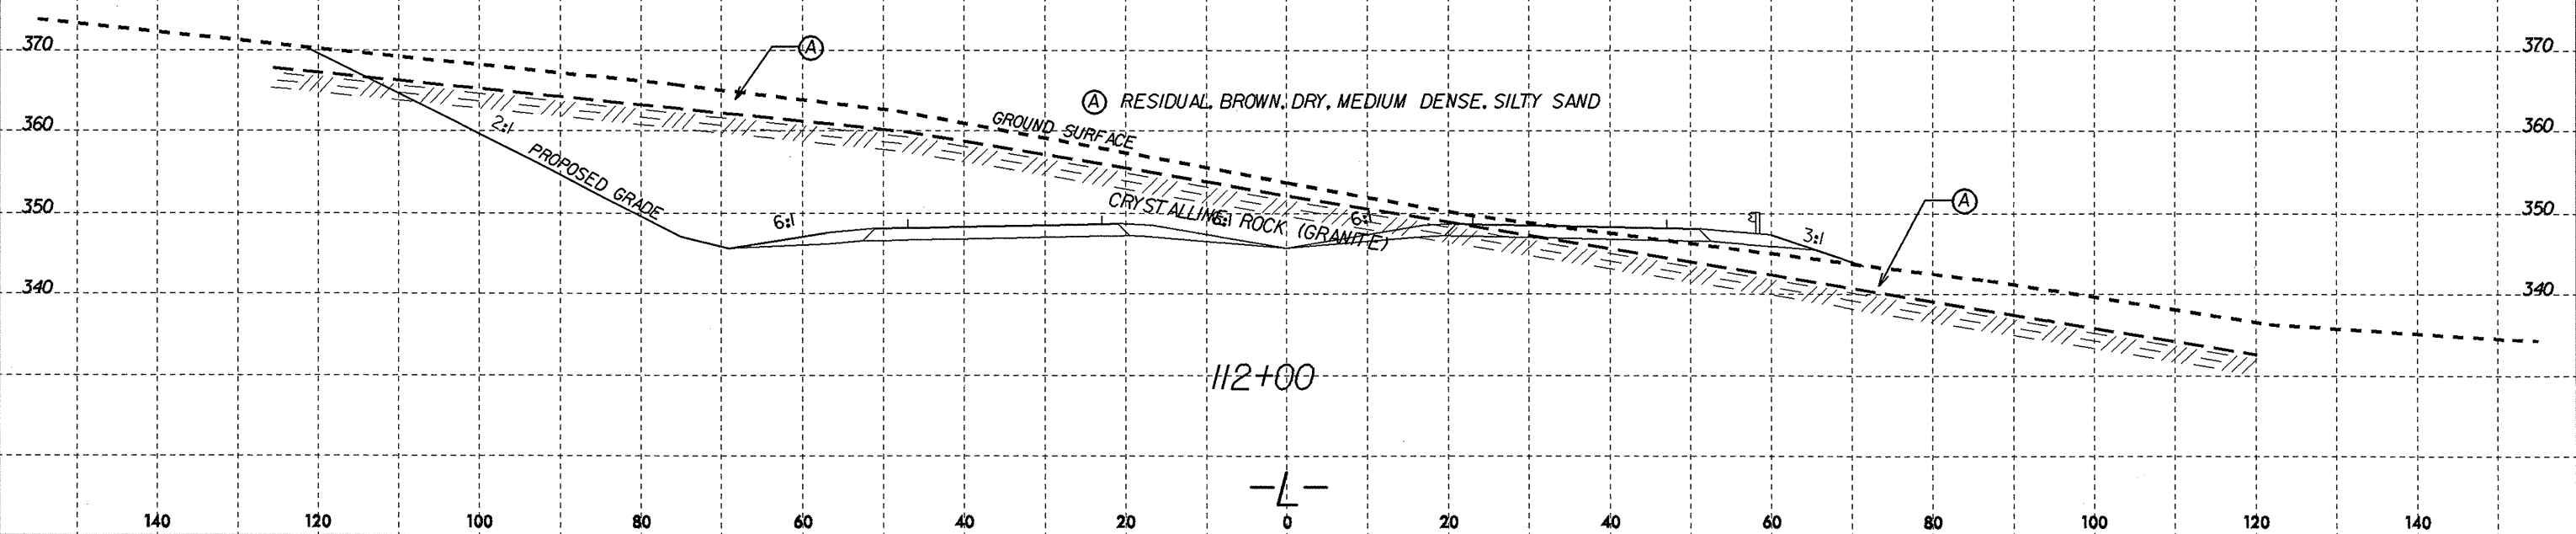 370 370
Ⓐ
Ⓐ RESIDUAL, BROWN, DRY, MEDIUM DENSE, SILTY SAND
GROUND SURFACE
360 360
2:1
PROPOSED GRADE
CRYSTALLINE ROCK (GRANITE)
350 350
Ⓐ
6:1 6:1 6:1
3:1
340 340
112+00
-L-
140 120 100 80 60 40 20 0 20 40 60 80 100 120 140